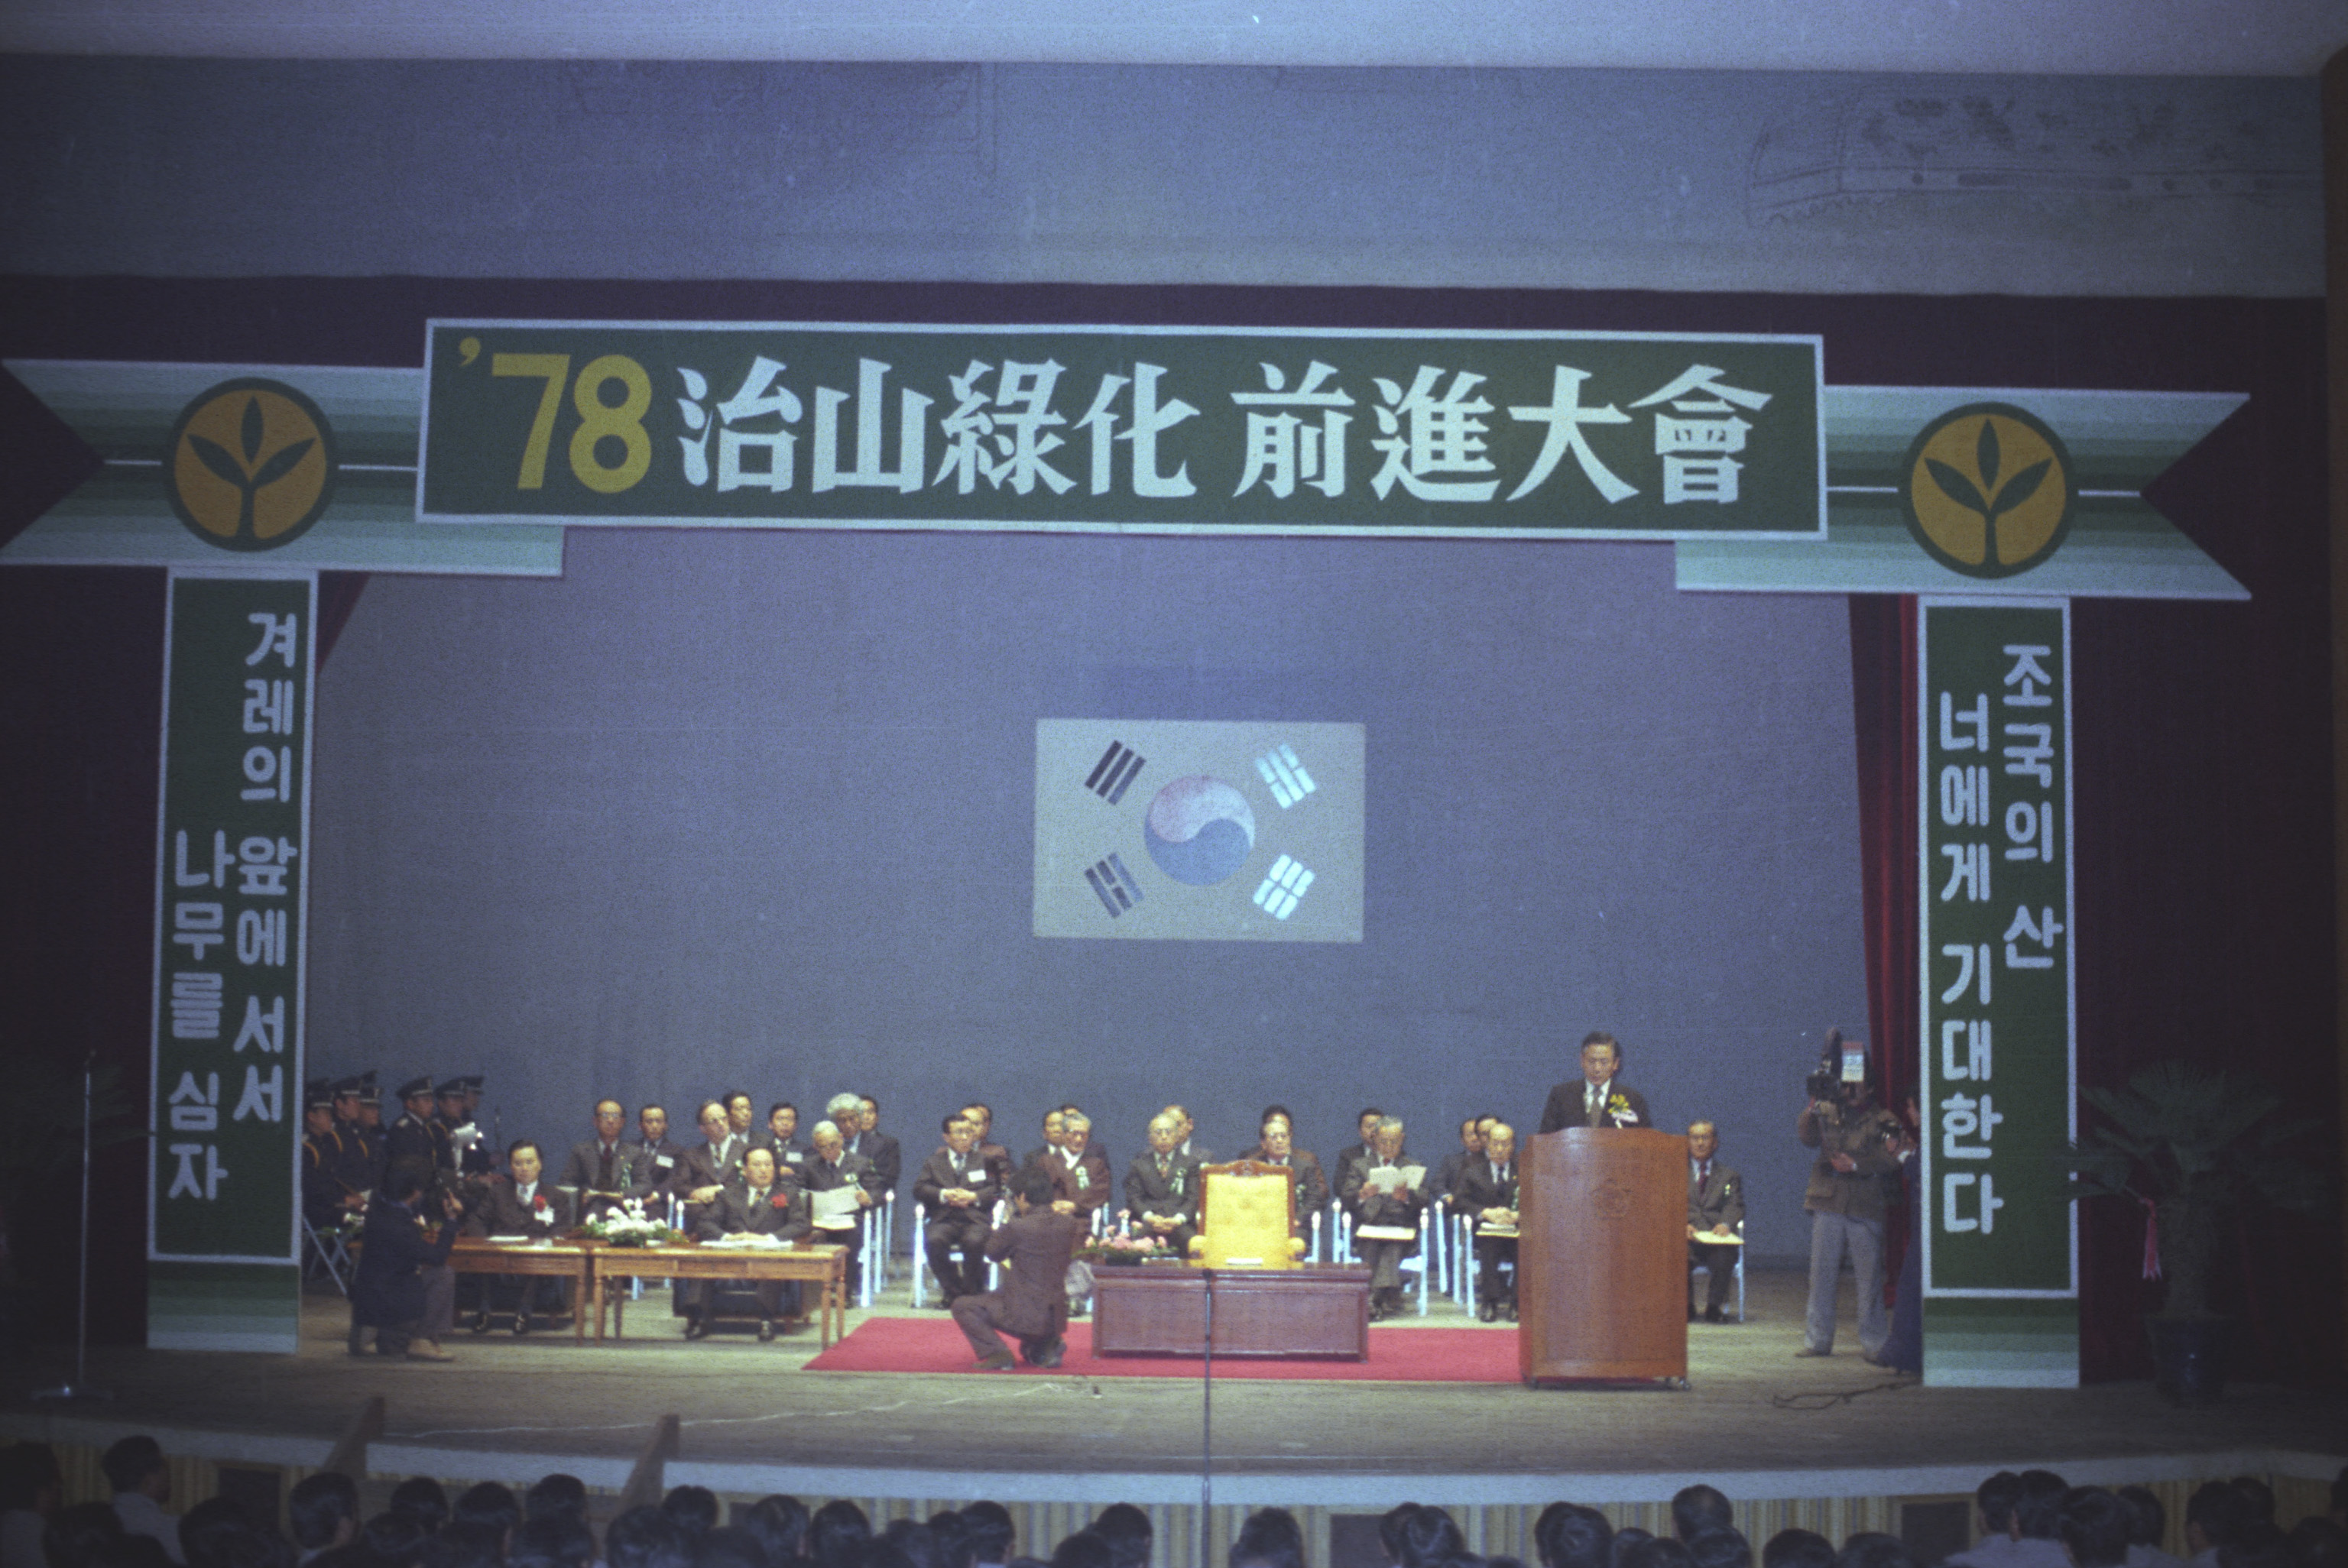 '78 治山綠化 前進大會
겨레의 앞에 서서
나무를 심자
조국의 산
너에게 기대한다